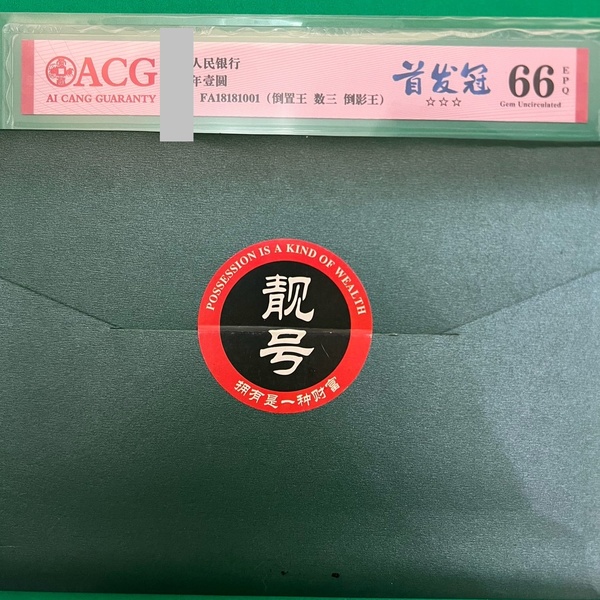 ACG
AI CANG GUARANTY
人民银行
年壹圆
FA18181001（倒置王 数三 倒影王）
首发冠
☆☆☆
66
EPQ
Gem Uncirculated
POSSESSION IS A KIND OF WEALTH
靓号
拥有是一种财富